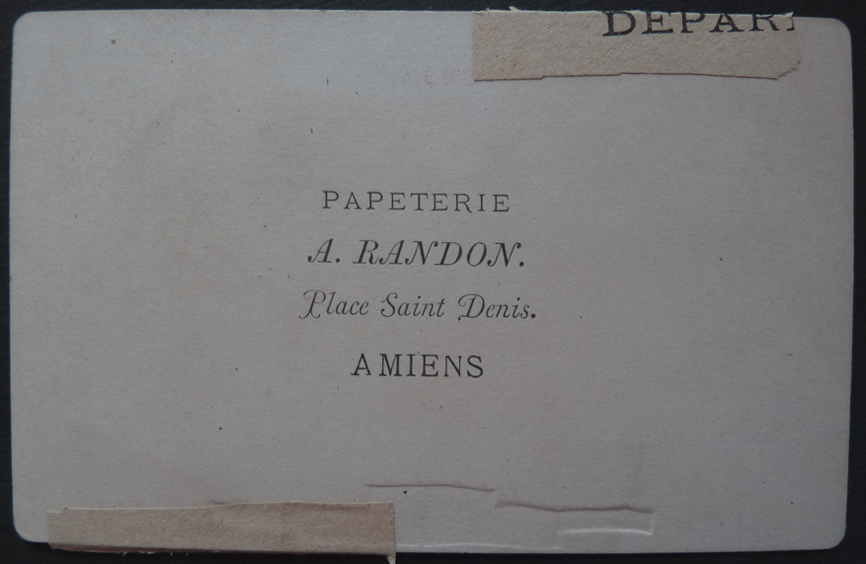 DEPAR
PAPETERIE
A. RANDON.
Place Saint Denis.
AMIENS